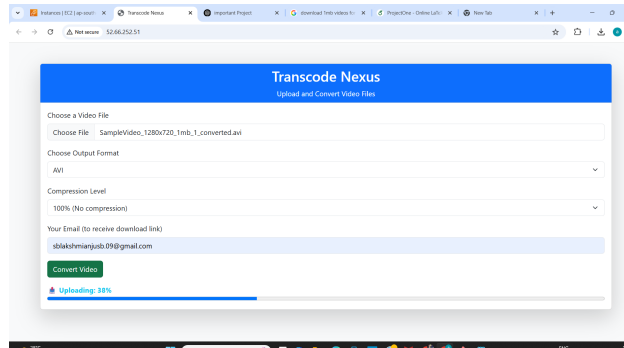 Instances | EC2 | ap-south
Transcode Nexus
Important Project
download 1mb videos fo
ProjectOne - Online LaTe
New Tab
Not secure 52.66.252.51
Transcode Nexus
Upload and Convert Video Files
Choose a Video File
Choose File SampleVideo_1280x720_1mb_1_converted.avi
Choose Output Format
AVI
Compression Level
100% (No compression)
Your Email (to receive download link)
sblakshmianjusb.09@gmail.com
Convert Video
Uploading: 38%
ENG